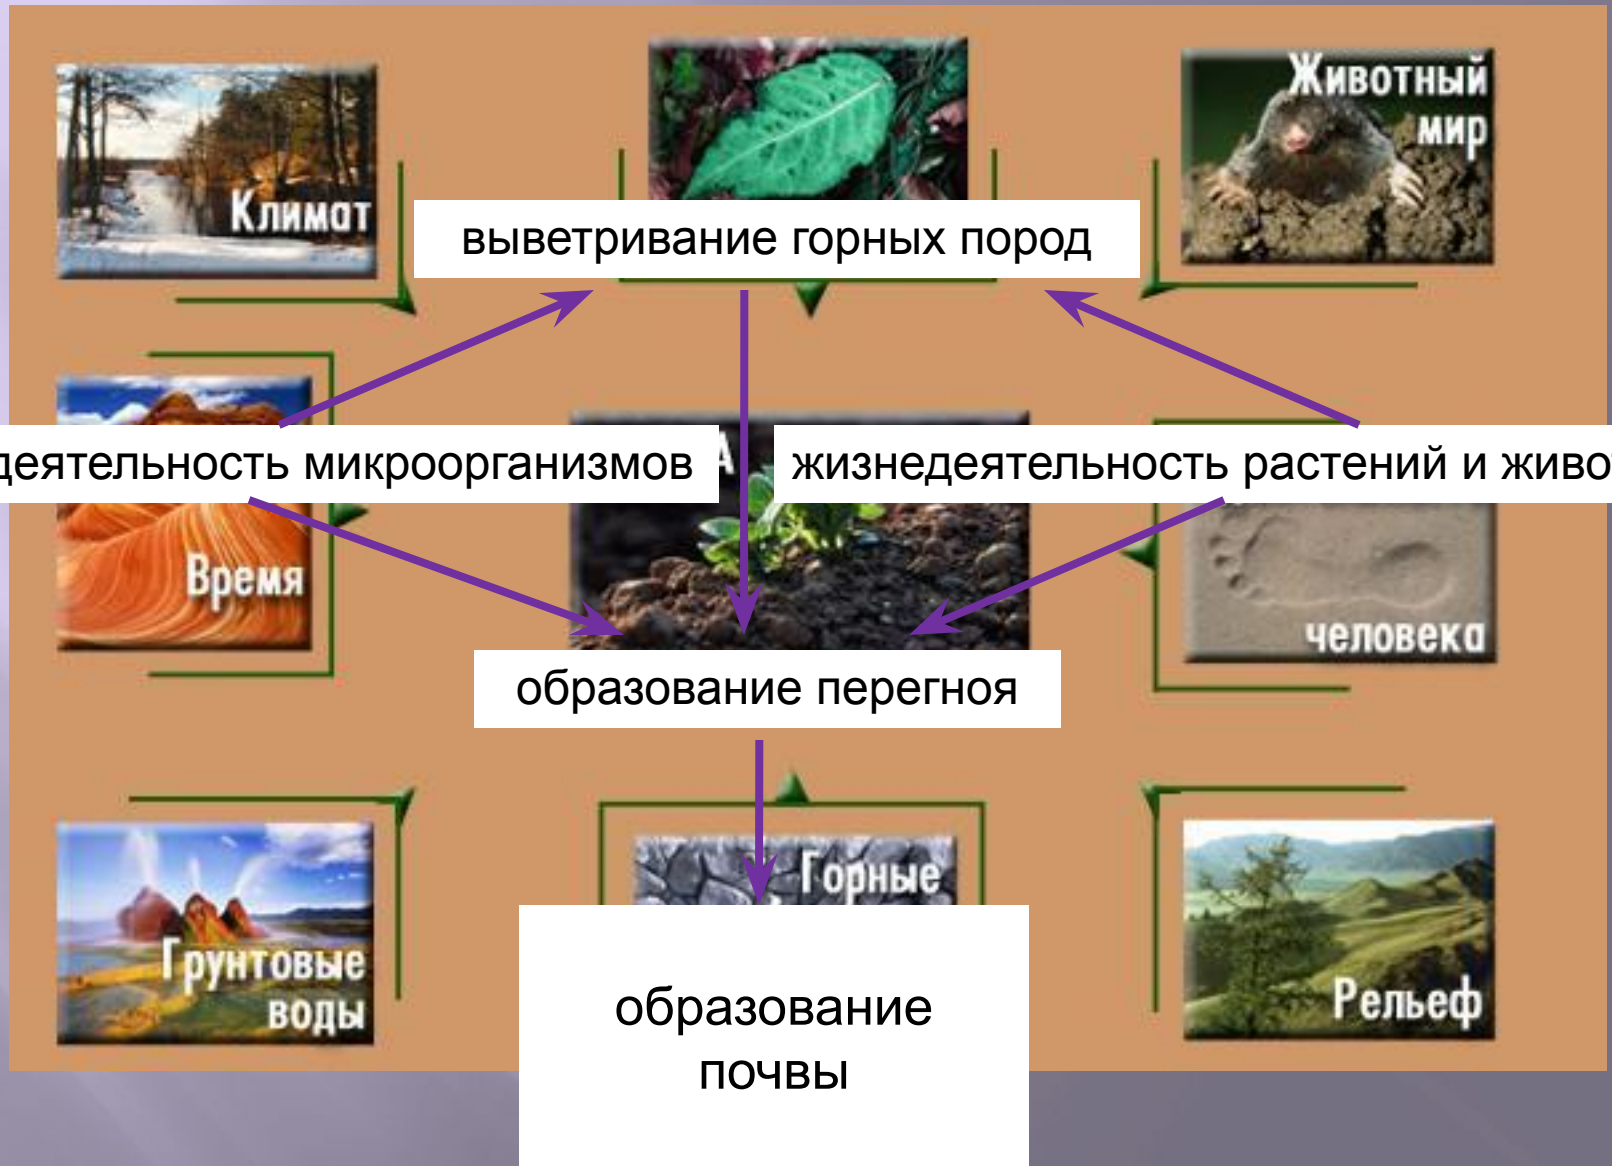 Климат
Животный
мир
выветривание горных пород
деятельность микроорганизмов
жизнедеятельность растений и
Время
человека
образование перегноя
Горные
Грунтовые
воды
Рельеф
образование
почвы